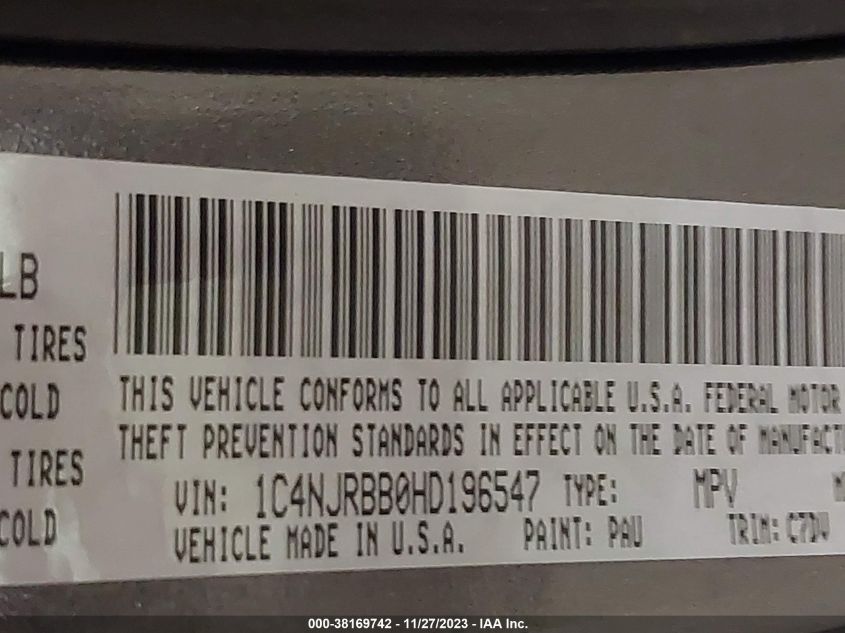 LB
TIRES
COLD
TIRES
COLD
THIS VEHICLE CONFORMS TO ALL APPLICABLE U.S.A. FEDERAL MOTOR
THEFT PREVENTION STANDARDS IN EFFECT ON THE DATE OF MANUFACT
VIN: 1C4NJRBB0HD196547 TYPE: MPV
VEHICLE MADE IN U.S.A. PAINT: PAU TRIM: C7DV
000-38169742 - 11/27/2023 - IAA Inc.